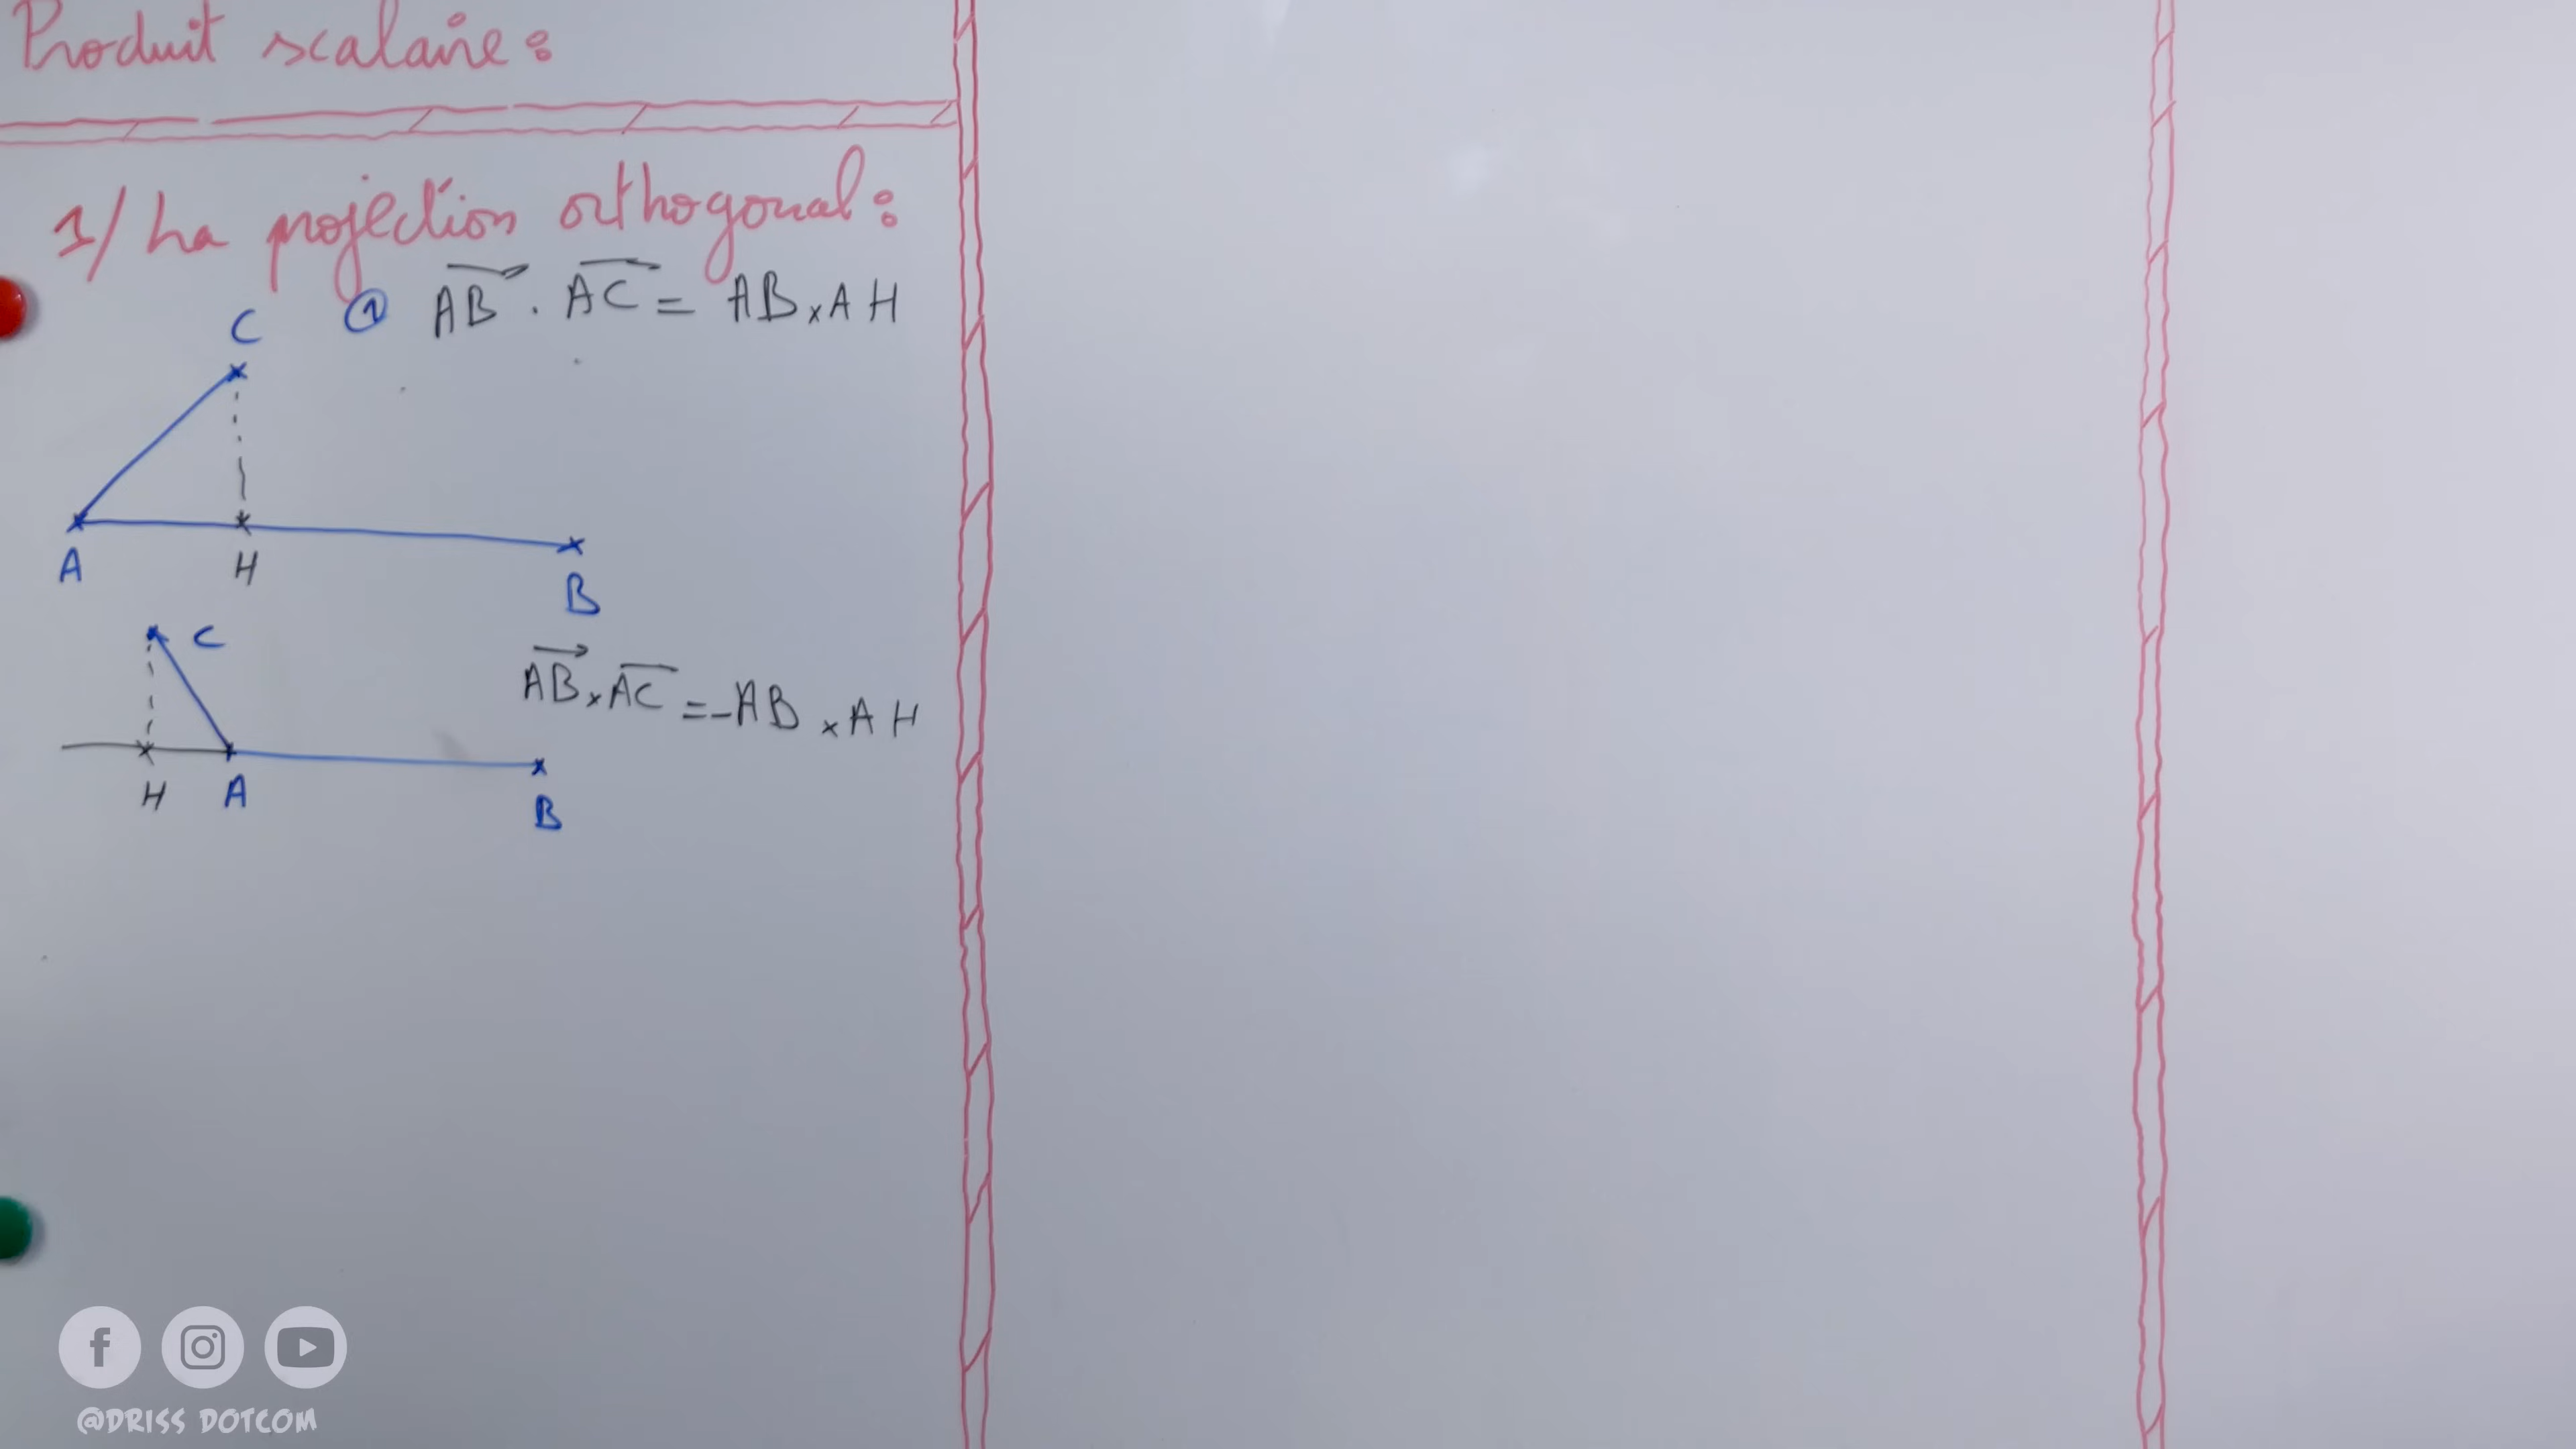 Produit scalaire :
1/ La projection orthogonal :
① AB . AC = AB × AH
C
A
H
B
C
AB × AC = - AB × AH
H
A
B
@DRISS DOTCOM